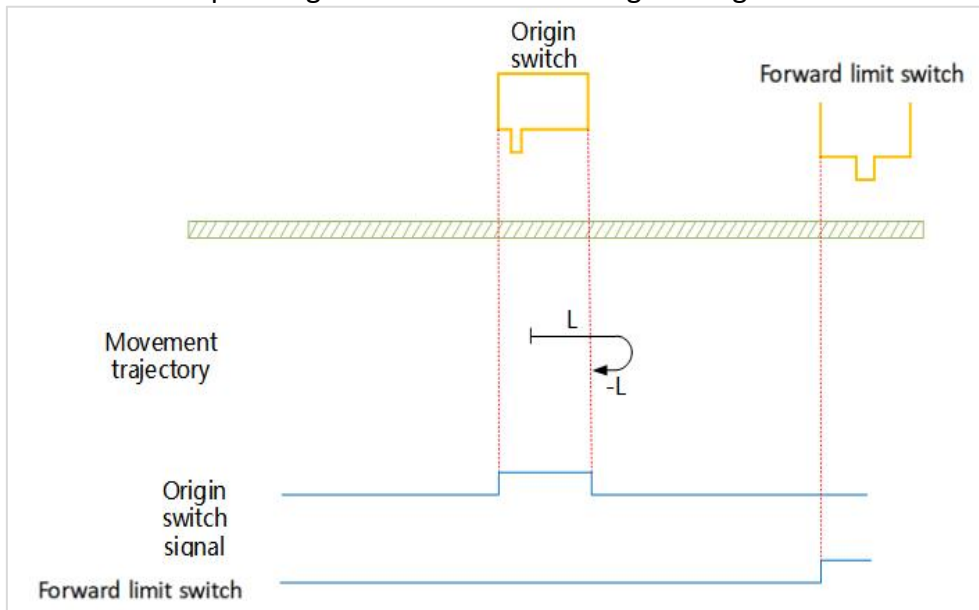 Origin
switch
Forward limit switch
L
Movement
trajectory
-L
Origin
switch
signal
Forward limit switch